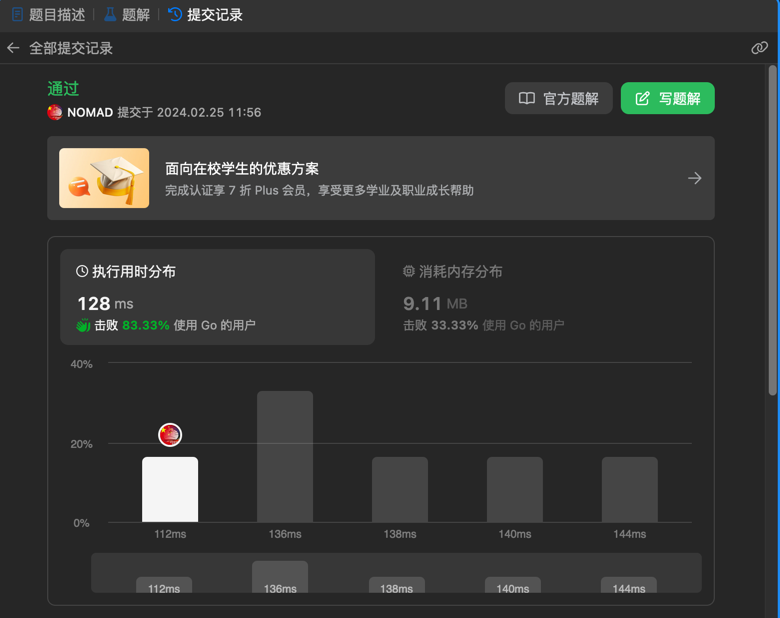 题目描述 题解 提交记录
全部提交记录
通过
NOMAD 提交于 2024.02.25 11:56
官方题解
写题解
面向在校学生的优惠方案
完成认证享 7 折 Plus 会员，享受更多学业及职业成长帮助
执行用时分布
128 ms
击败 83.33% 使用 Go 的用户
消耗内存分布
9.11 MB
击败 33.33% 使用 Go 的用户
40%
20%
0%
112ms 136ms 138ms 140ms 144ms
112ms 136ms 138ms 140ms 144ms